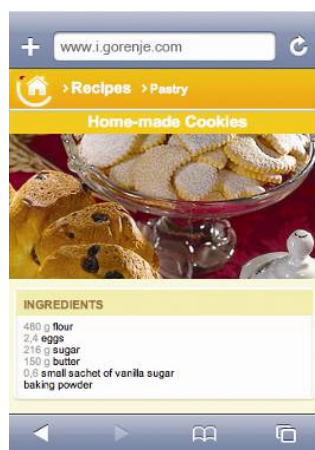 www.i.gorenje.com
› Recipes › Pastry
Home-made Cookies
INGREDIENTS
480 g flour
2,4 eggs
216 g sugar
150 g butter
0,6 small sachet of vanilla sugar
baking powder